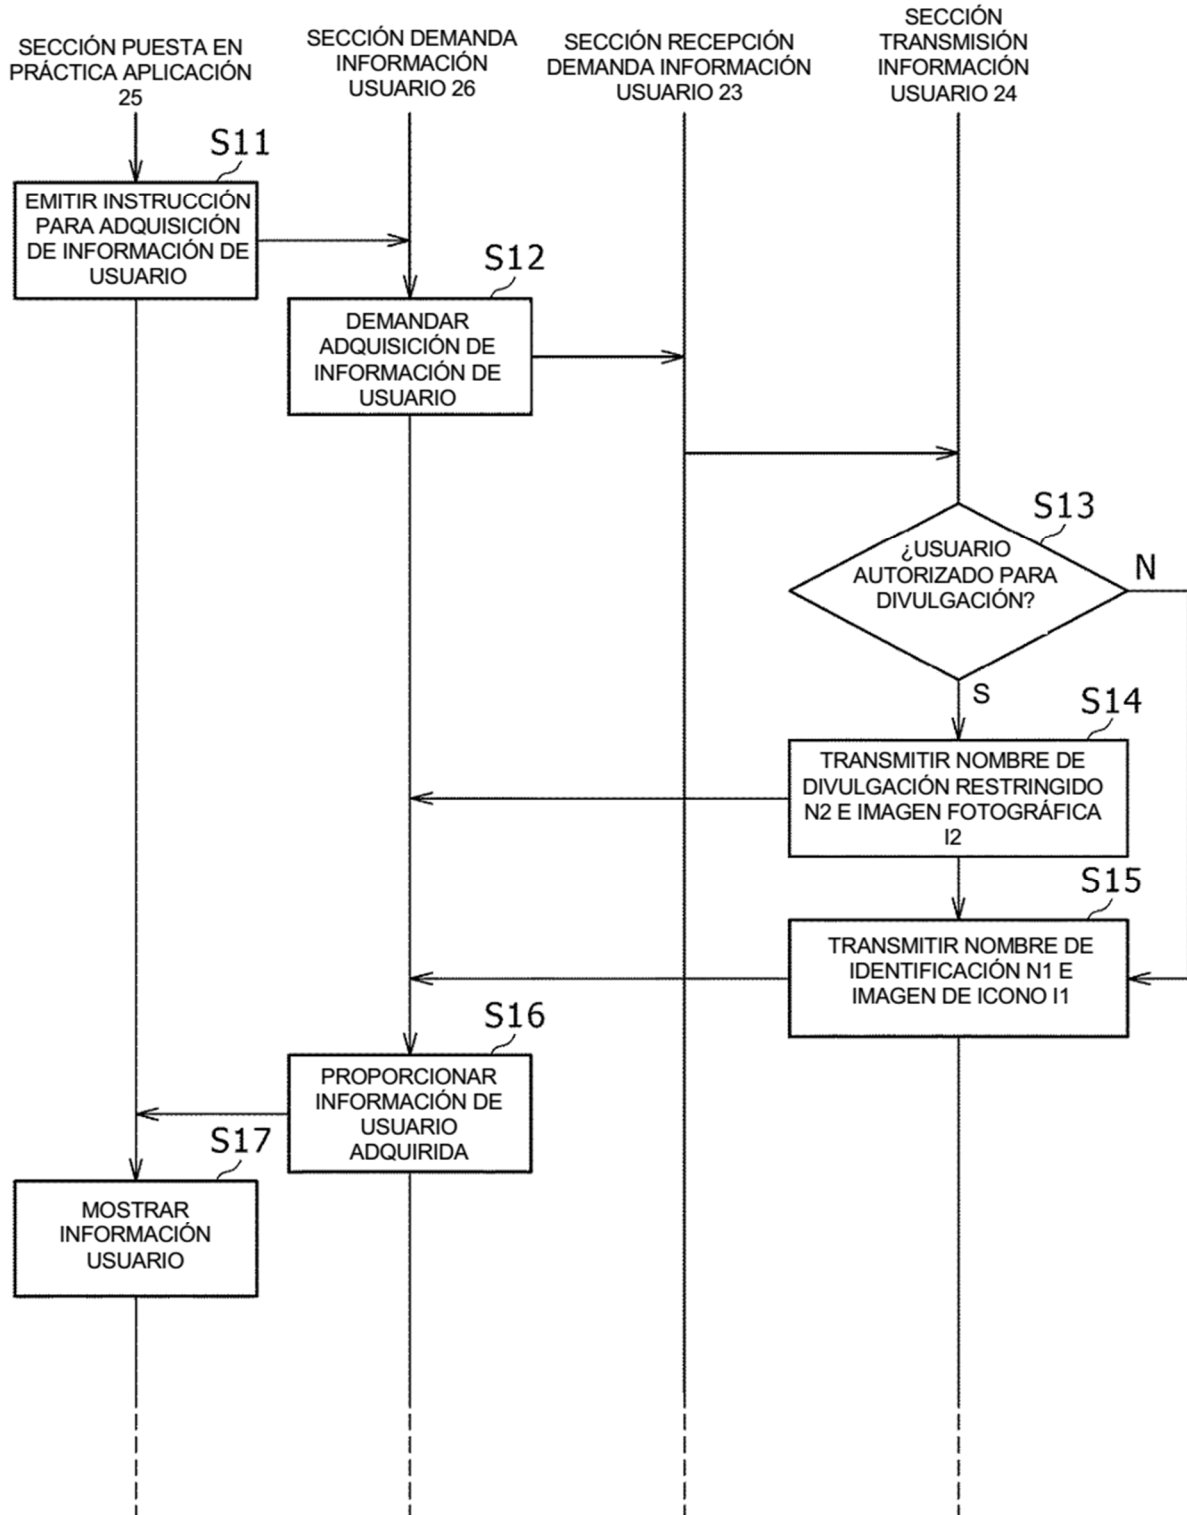 SECCIÓN PUESTA EN
PRÁCTICA APLICACIÓN
25
SECCIÓN DEMANDA
INFORMACIÓN
USUARIO 26
SECCIÓN RECEPCIÓN
DEMANDA INFORMACIÓN
USUARIO 23
SECCIÓN
TRANSMISIÓN
INFORMACIÓN
USUARIO 24
S11
EMITIR INSTRUCCIÓN
PARA ADQUISICIÓN
DE INFORMACIÓN DE
USUARIO
S12
DEMANDAR
ADQUISICIÓN DE
INFORMACIÓN DE
USUARIO
S13
¿USUARIO
AUTORIZADO PARA
DIVULGACIÓN?
N
S
S14
TRANSMITIR NOMBRE DE
DIVULGACIÓN RESTRINGIDO
N2 E IMAGEN FOTOGRÁFICA
I2
S15
TRANSMITIR NOMBRE DE
IDENTIFICACIÓN N1 E
IMAGEN DE ICONO I1
S16
PROPORCIONAR
INFORMACIÓN DE
USUARIO
ADQUIRIDA
S17
MOSTRAR
INFORMACIÓN
USUARIO